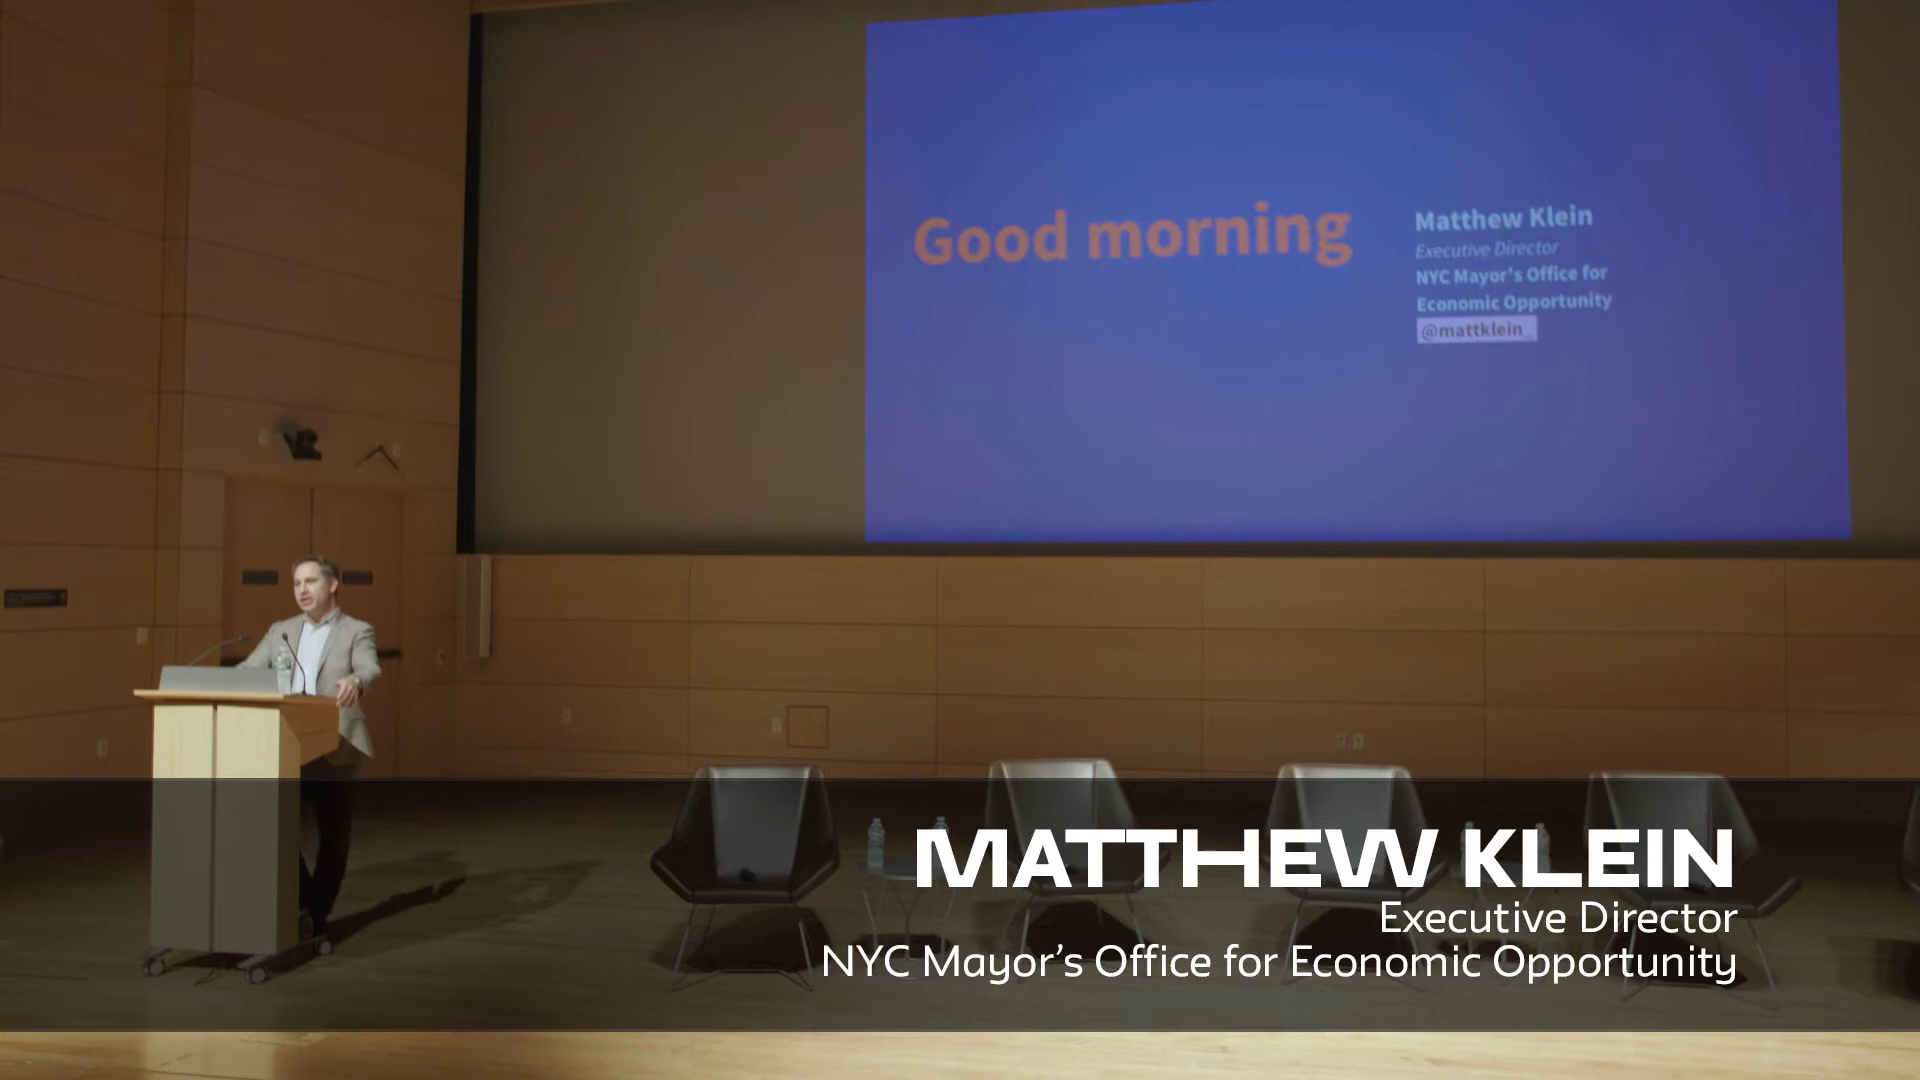 Good morning
Matthew Klein
Executive Director
NYC Mayor's Office for
Economic Opportunity
@mattklein_
MATTHEW KLEIN
Executive Director
NYC Mayor's Office for Economic Opportunity